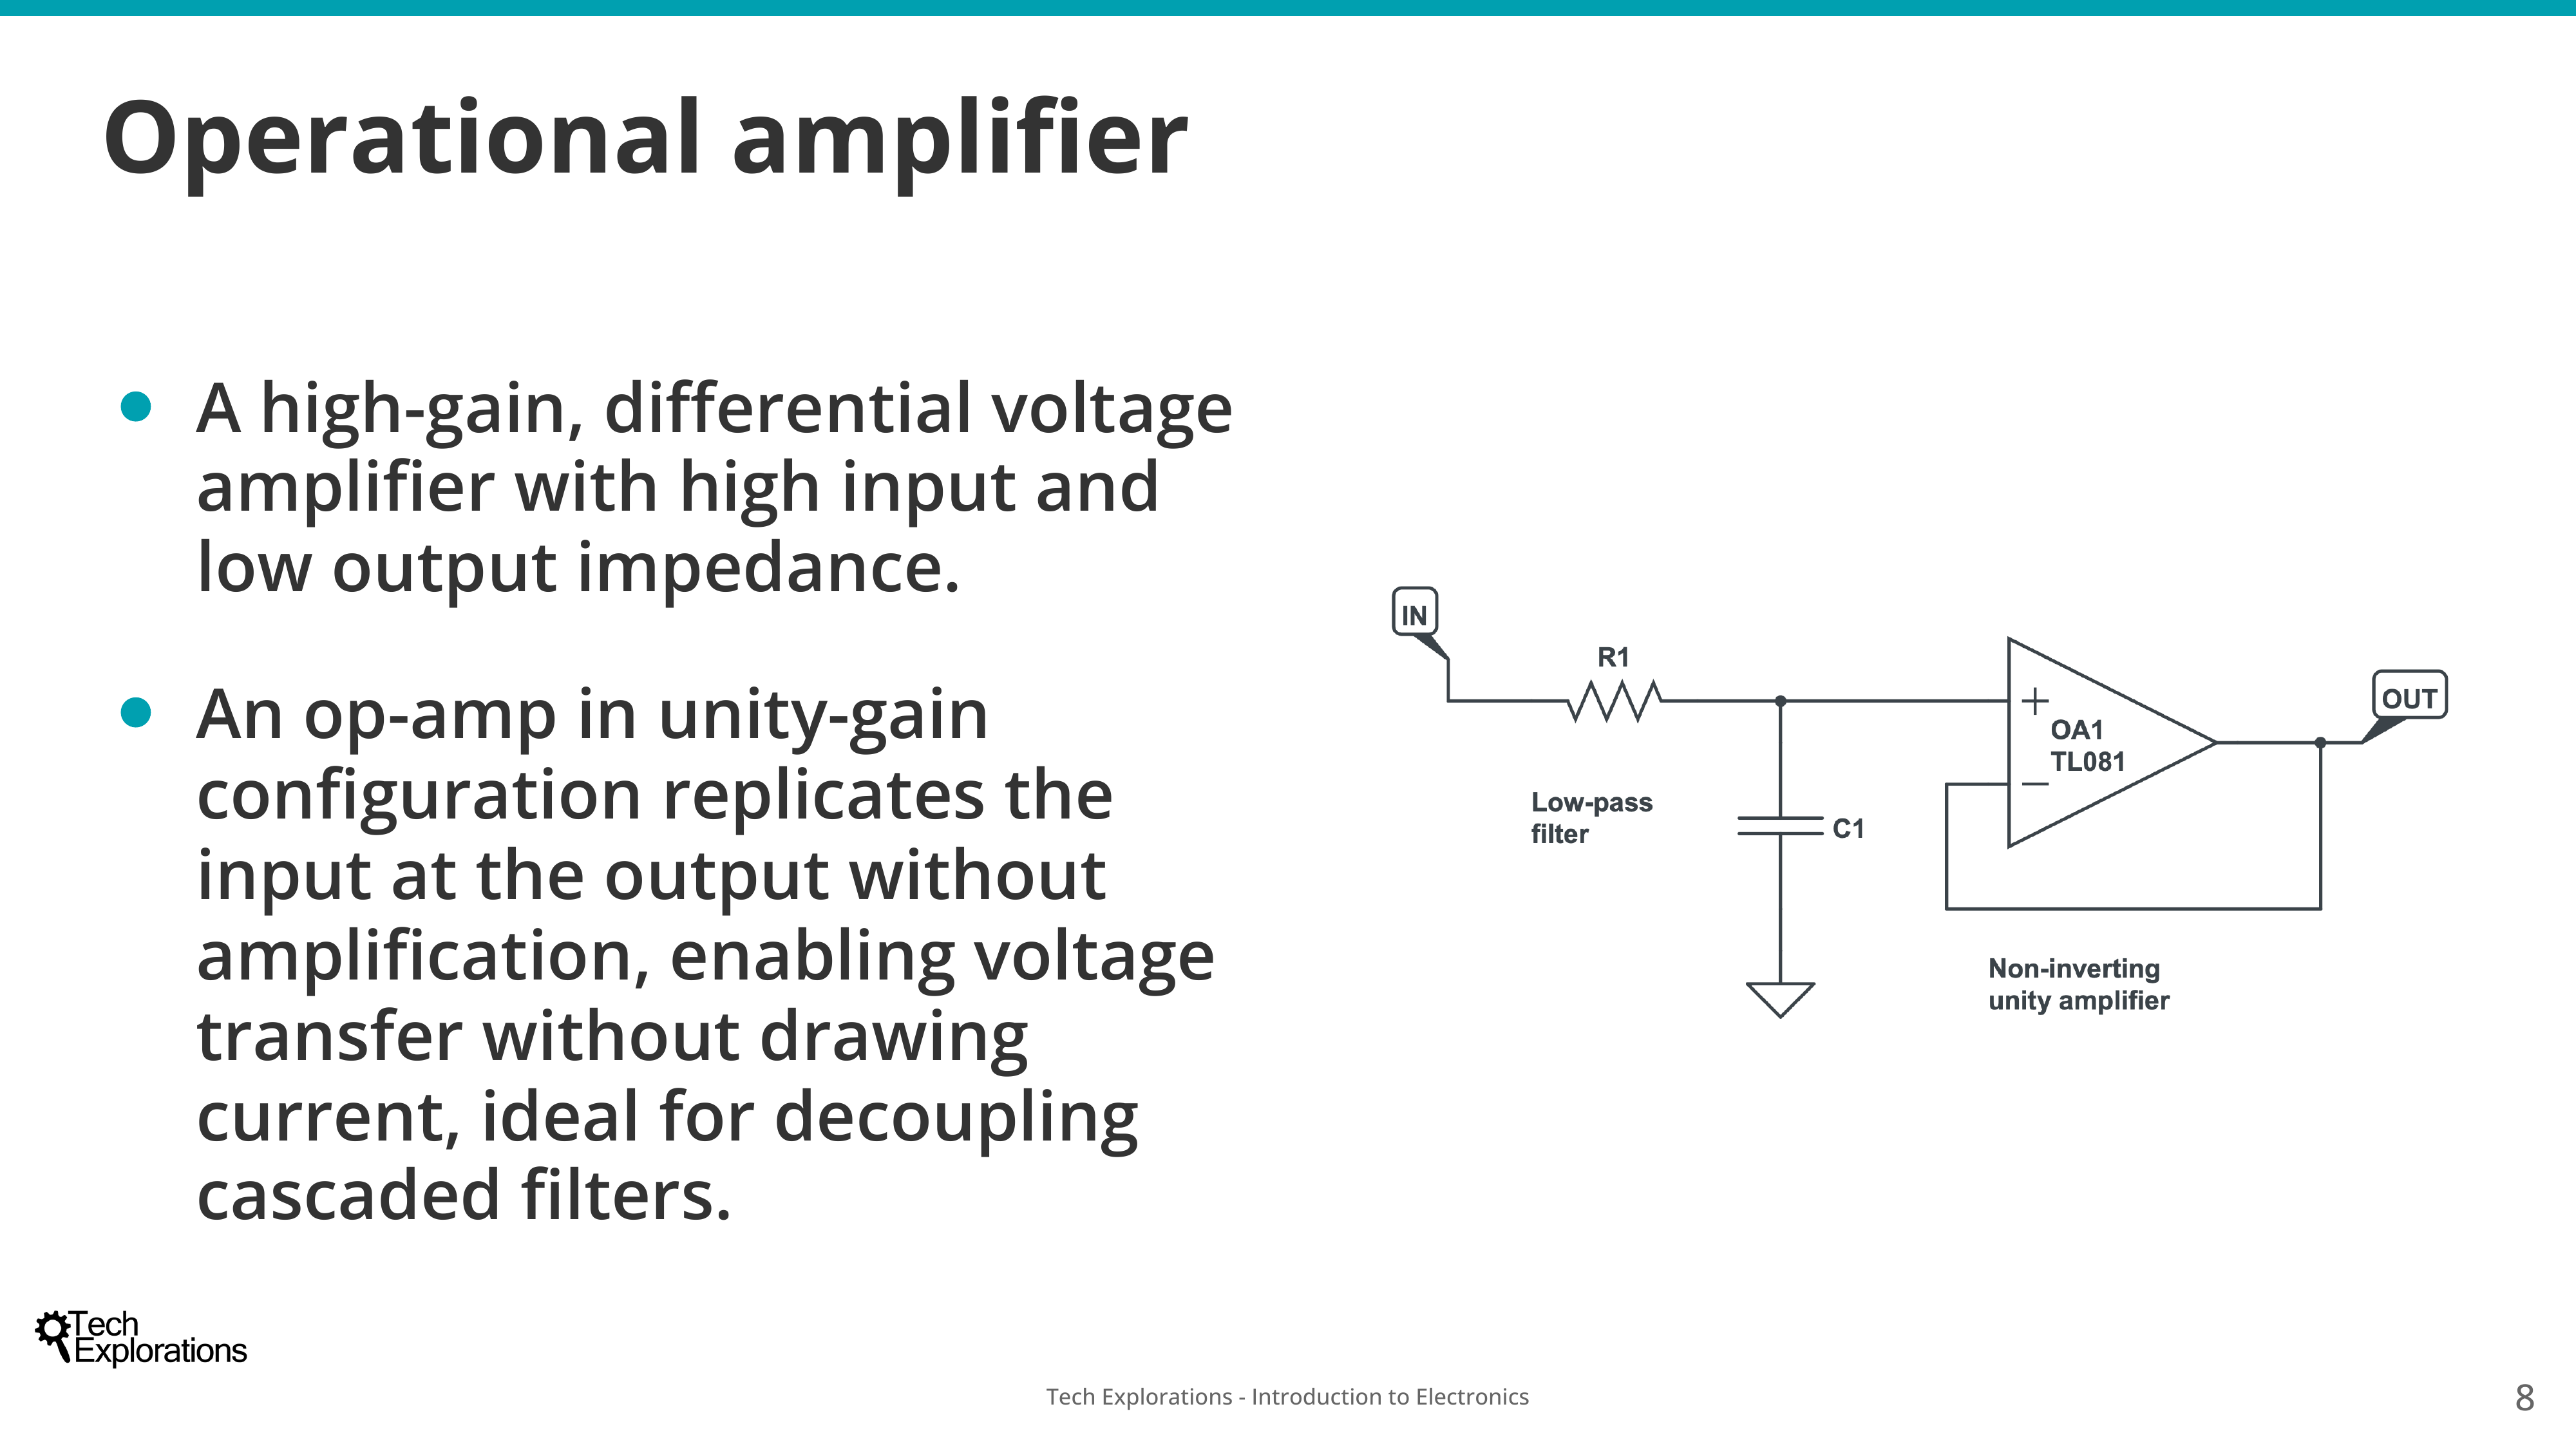 Operational amplifier
A high-gain, differential voltage
amplifier with high input and
low output impedance.
An op-amp in unity-gain
configuration replicates the
input at the output without
amplification, enabling voltage
transfer without drawing
current, ideal for decoupling
cascaded filters.
IN
R1
+
OA1
TL081
−
OUT
Low-pass
filter
C1
Non-inverting
unity amplifier
Tech
Explorations
Tech Explorations - Introduction to Electronics
8